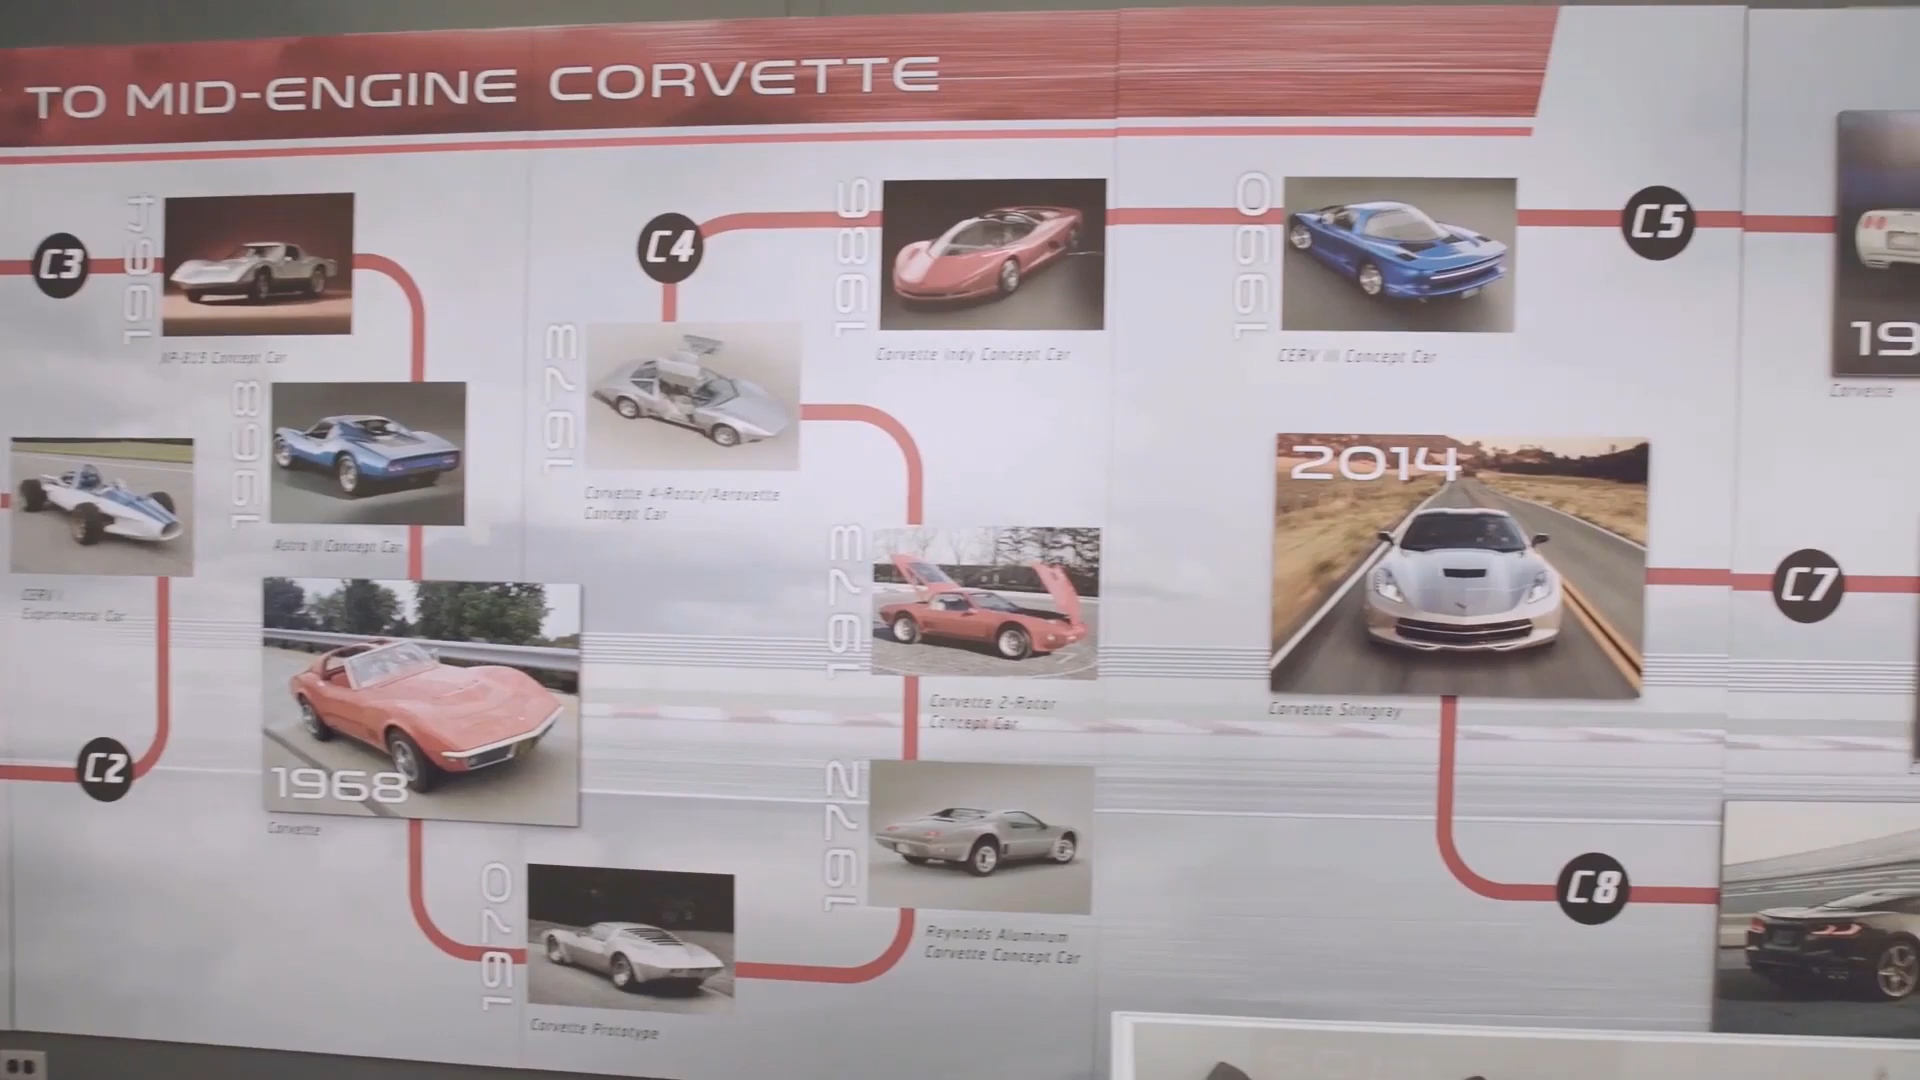 TO MID-ENGINE CORVETTE
C3
1964
XP-819 Concept Car
1968
Astro II Concept Car
CERV I
Experimental Car
C2
1968
Corvette
1970
Corvette Prototype
1972
Reynolds Aluminum
Corvette Concept Car
1973
Corvette 2-Rotor
Concept Car
1973
Corvette 4-Rotor/Aerovette
Concept Car
C4
1986
Corvette Indy Concept Car
1990
CERV III Concept Car
C5
19
Corvette
C7
2014
Corvette Stingray
C8